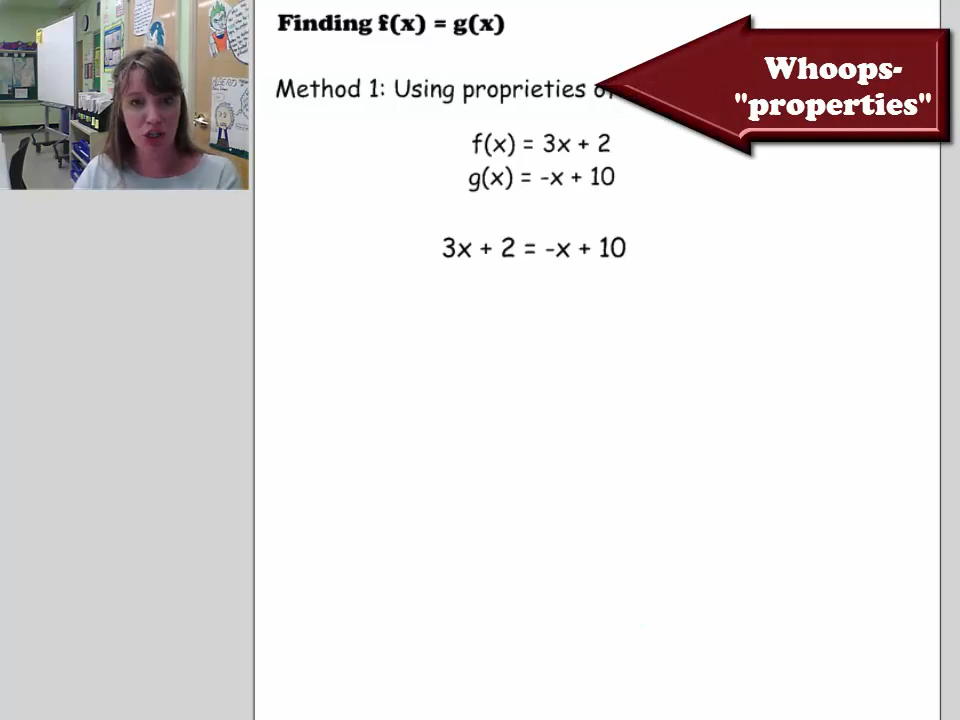 Finding f(x) = g(x)
Whoops-
"properties"
Method 1: Using proprieties
f(x) = 3x + 2
g(x) = -x + 10
3x + 2 = -x + 10